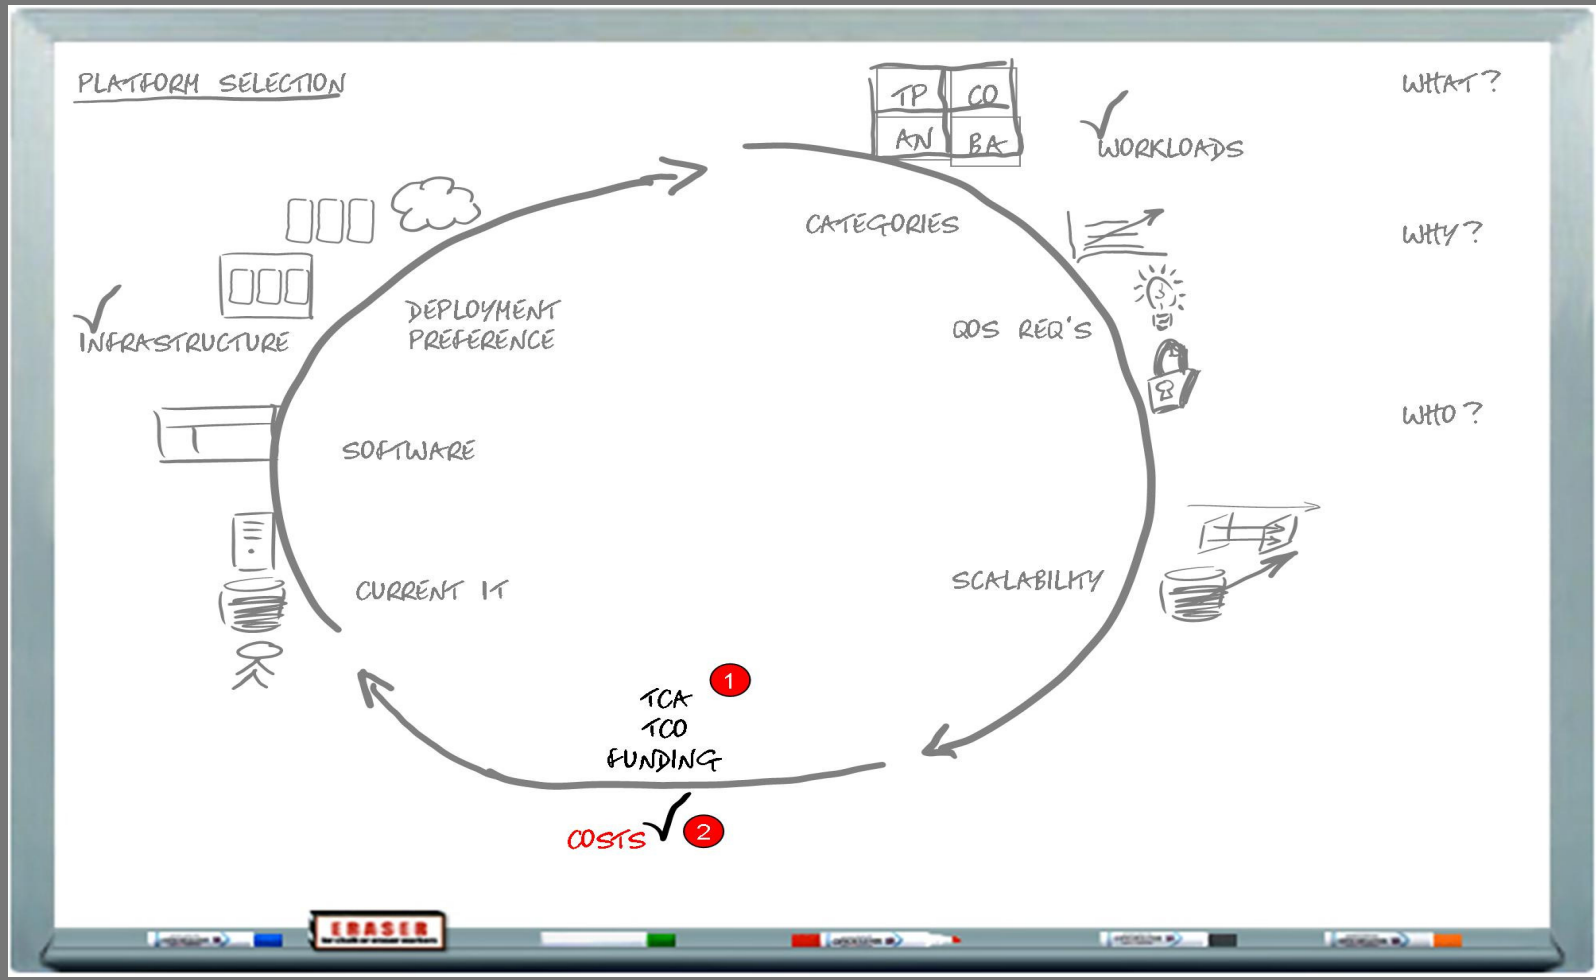 PLATFORM SELECTION
TP CO
AN BA
WHAT?
WORKLOADS
CATEGORIES
WHY?
DEPLOYMENT
PREFERENCE
QOS REQ'S
INFRASTRUCTURE
WHO?
SOFTWARE
SCALABILITY
CURRENT IT
1
TCA
TCO
FUNDING
COSTS 2
ERASER